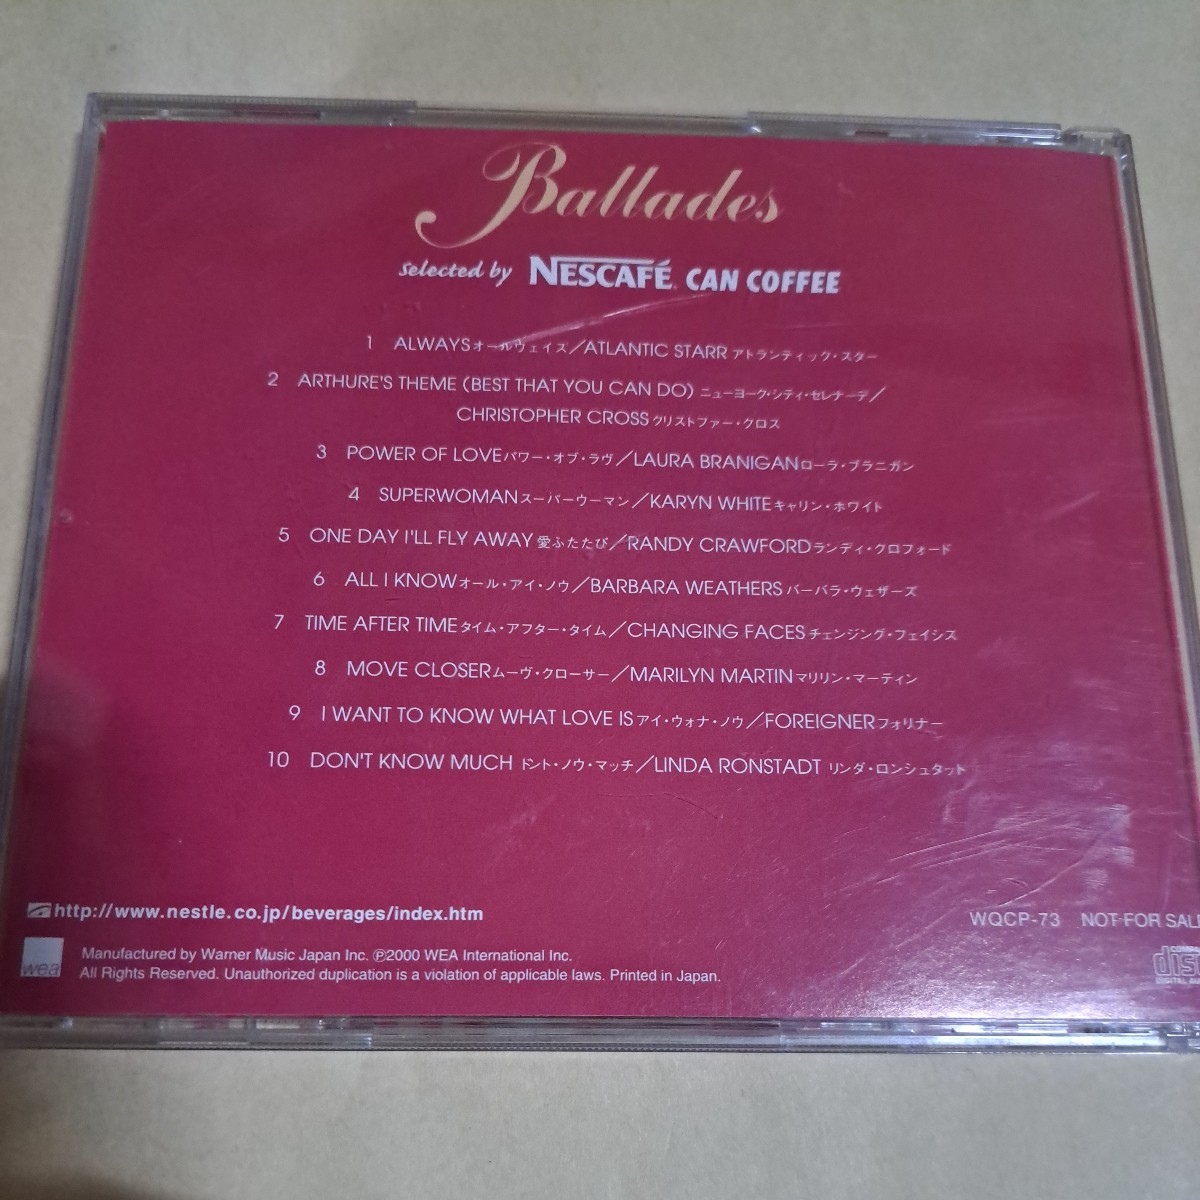 Ballades
selected by NESCAFÉ CAN COFFEE
1 ALWAYSオールウェイズ／ATLANTIC STARR アトランティック・スター
2 ARTHURE'S THEME (BEST THAT YOU CAN DO) ニューヨーク・シティ・セレナーデ／
CHRISTOPHER CROSS クリストファー・クロス
3 POWER OF LOVEパワー・オブ・ラヴ／LAURA BRANIGANローラ・ブラニガン
4 SUPERWOMANスーパーウーマン／KARYN WHITEキャリン・ホワイト
5 ONE DAY I'LL FLY AWAY 愛ふたたび／RANDY CRAWFORDランディ・クロフォード
6 ALL I KNOWオール・アイ・ノウ／BARBARA WEATHERS バーバラ・ウェザーズ
7 TIME AFTER TIMEタイム・アフター・タイム／CHANGING FACES チェンジング・フェイシス
8 MOVE CLOSERムーヴ・クローサー／MARILYN MARTINマリリン・マーティン
9 I WANT TO KNOW WHAT LOVE IS アイ・ウォナ・ノウ／FOREIGNERフォリナー
10 DON'T KNOW MUCH ドント・ノウ・マッチ／LINDA RONSTADT リンダ・ロンシュタット
http://www.nestle.co.jp/beverages/index.htm
WQCP-73 NOT FOR SALE
wea
Manufactured by Warner Music Japan Inc. ℗2000 WEA International Inc.
All Rights Reserved. Unauthorized duplication is a violation of applicable laws. Printed in Japan.